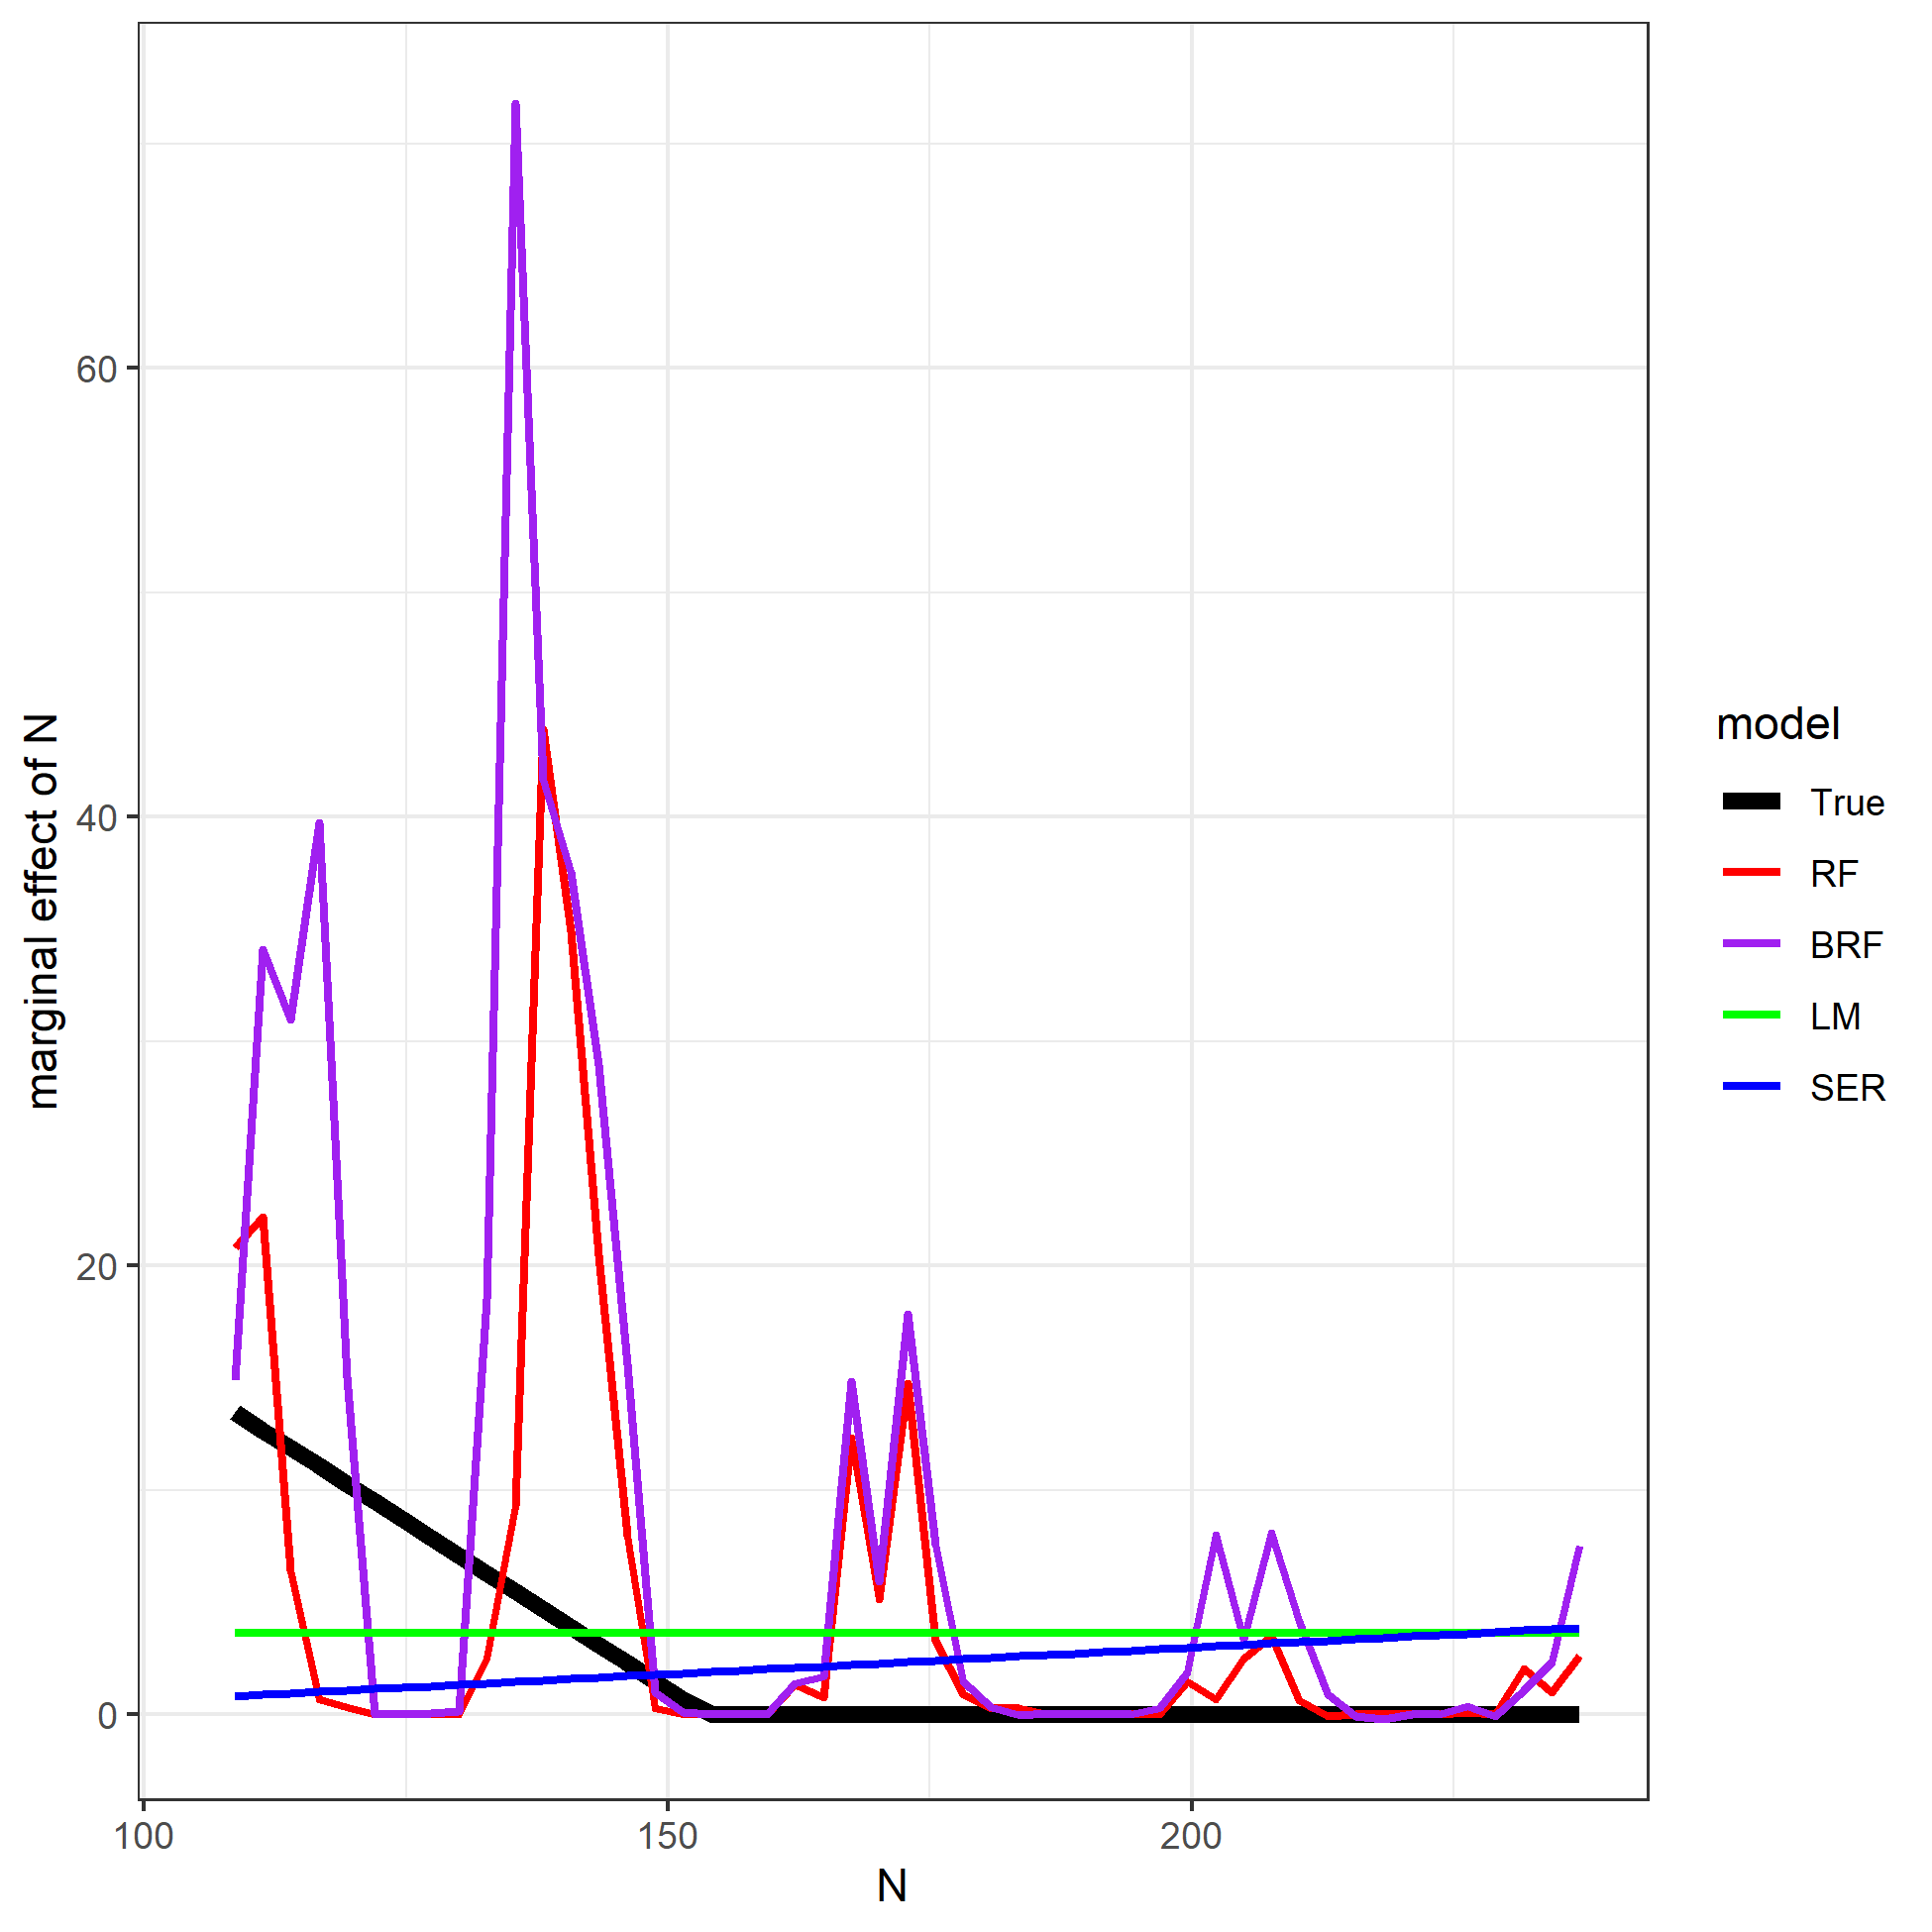 marginal effect of N
60
40
20
0
100
150
200
N
model
True
RF
BRF
LM
SER